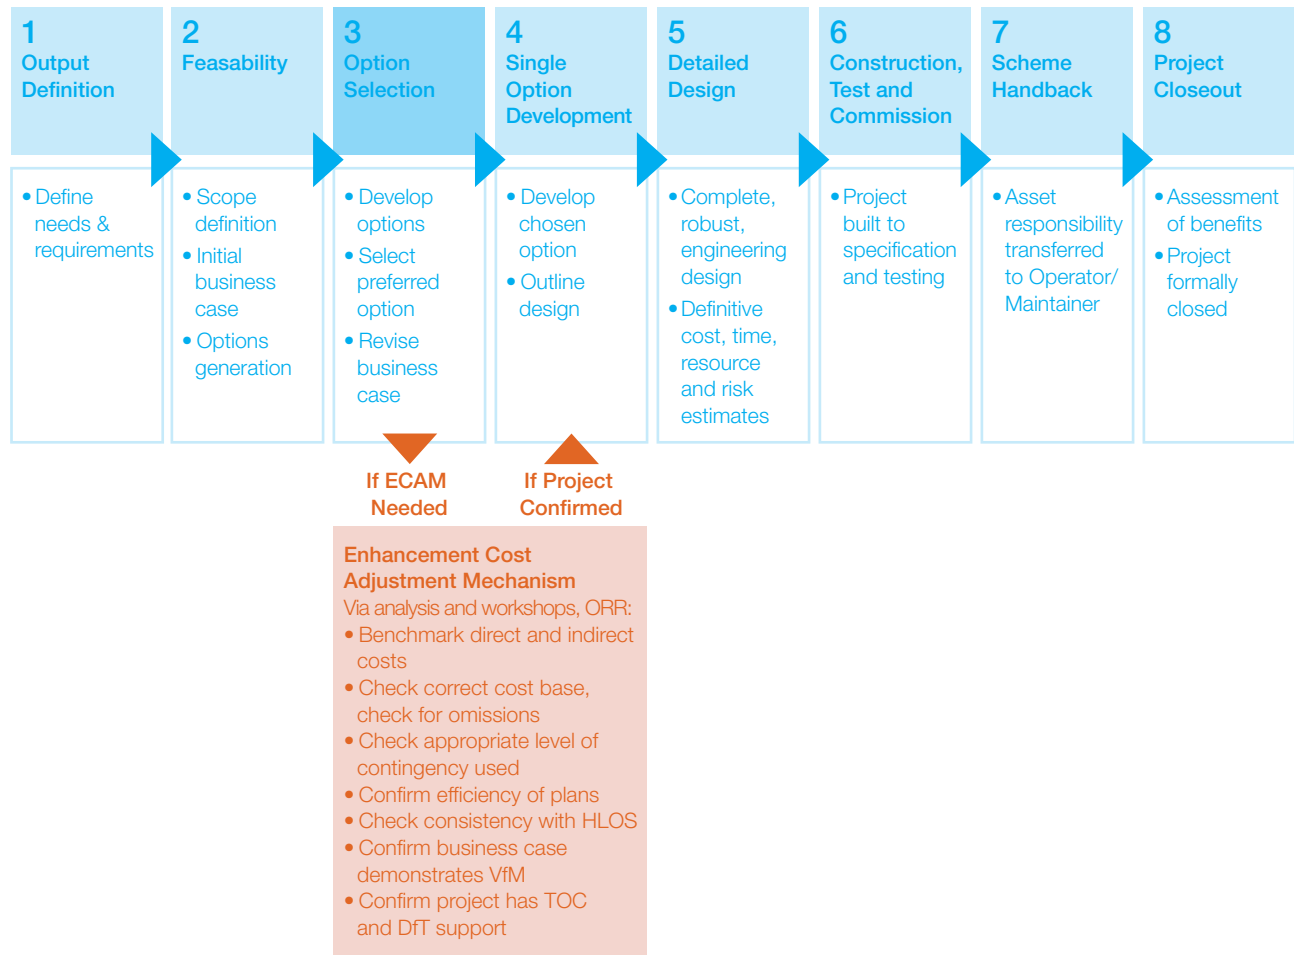 1
Output
Definition
2
Feasability
3
Option
Selection
4
Single
Option
Development
5
Detailed
Design
6
Construction,
Test and
Commission
7
Scheme
Handback
8
Project
Closeout
• Define
needs &
requirements
• Scope
definition
• Initial
business
case
• Options
generation
• Develop
options
• Select
preferred
option
• Revise
business
case
• Develop
chosen
option
• Outline
design
• Complete,
robust,
engineering
design
• Definitive
cost, time,
resource
and risk
estimates
• Project
built to
specification
and testing
• Asset
responsibility
transferred
to Operator/
Maintainer
• Assessment
of benefits
• Project
formally
closed
If ECAM
Needed
If Project
Confirmed
Enhancement Cost
Adjustment Mechanism
Via analysis and workshops, ORR:
• Benchmark direct and indirect
costs
• Check correct cost base,
check for omissions
• Check appropriate level of
contingency used
• Confirm efficiency of plans
• Check consistency with HLOS
• Confirm business case
demonstrates VfM
• Confirm project has TOC
and DfT support